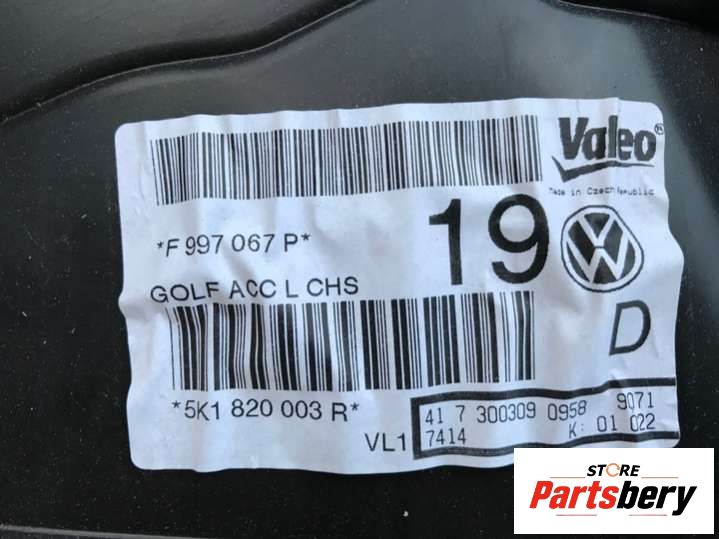 Valeo
Made in Czech Republic
*F 997 067 P*
19
GOLF ACC L CHS
D
*5K1 820 003 R*
VL1
41 7 300309 0958 9071
7414 K: 01 022
STORE
Partsbery